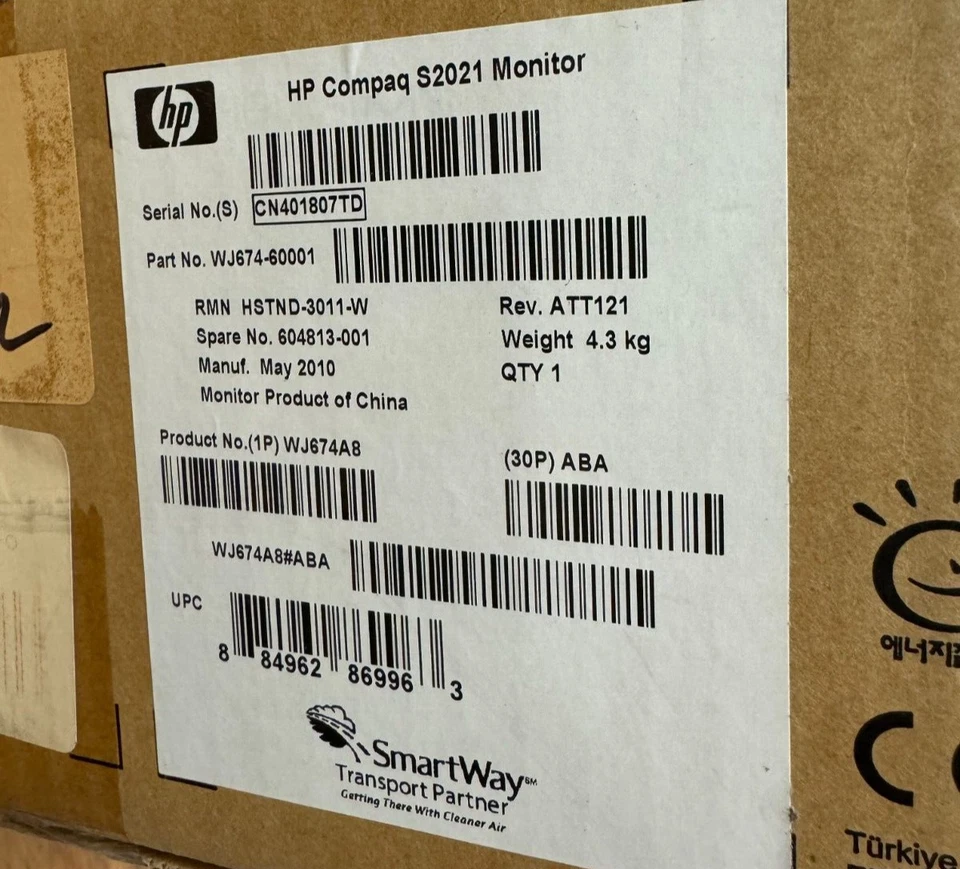 hp
HP Compaq S2021 Monitor
Serial No.(S) CN401807TD
Part No. WJ674-60001
RMN HSTND-3011-W
Rev. ATT121
Spare No. 604813-001
Weight 4.3 kg
Manuf. May 2010
QTY 1
Monitor Product of China
Product No.(1P) WJ674A8
(30P) ABA
WJ674A8#ABA
UPC
8 84962 86996 3
SmartWay℠
Transport Partner
Getting There With Cleaner Air
에너지
Türkiye